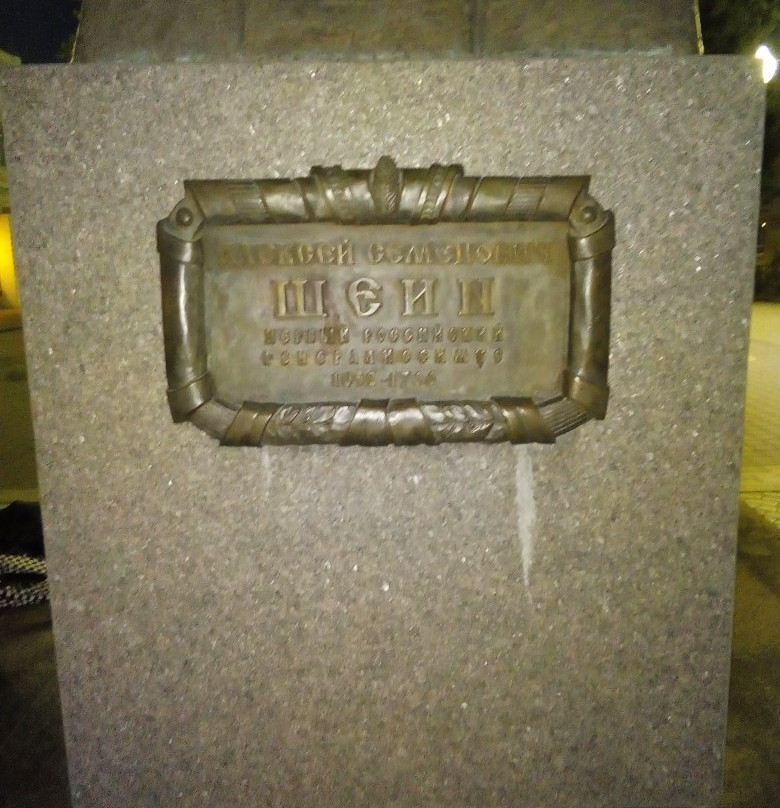 АЛЕКСЕЙ СЕМЕНОВИЧ
ШЕИН
ПЕРВЫЙ РОССИЙСКИЙ
ГЕНЕРАЛИССИМУС